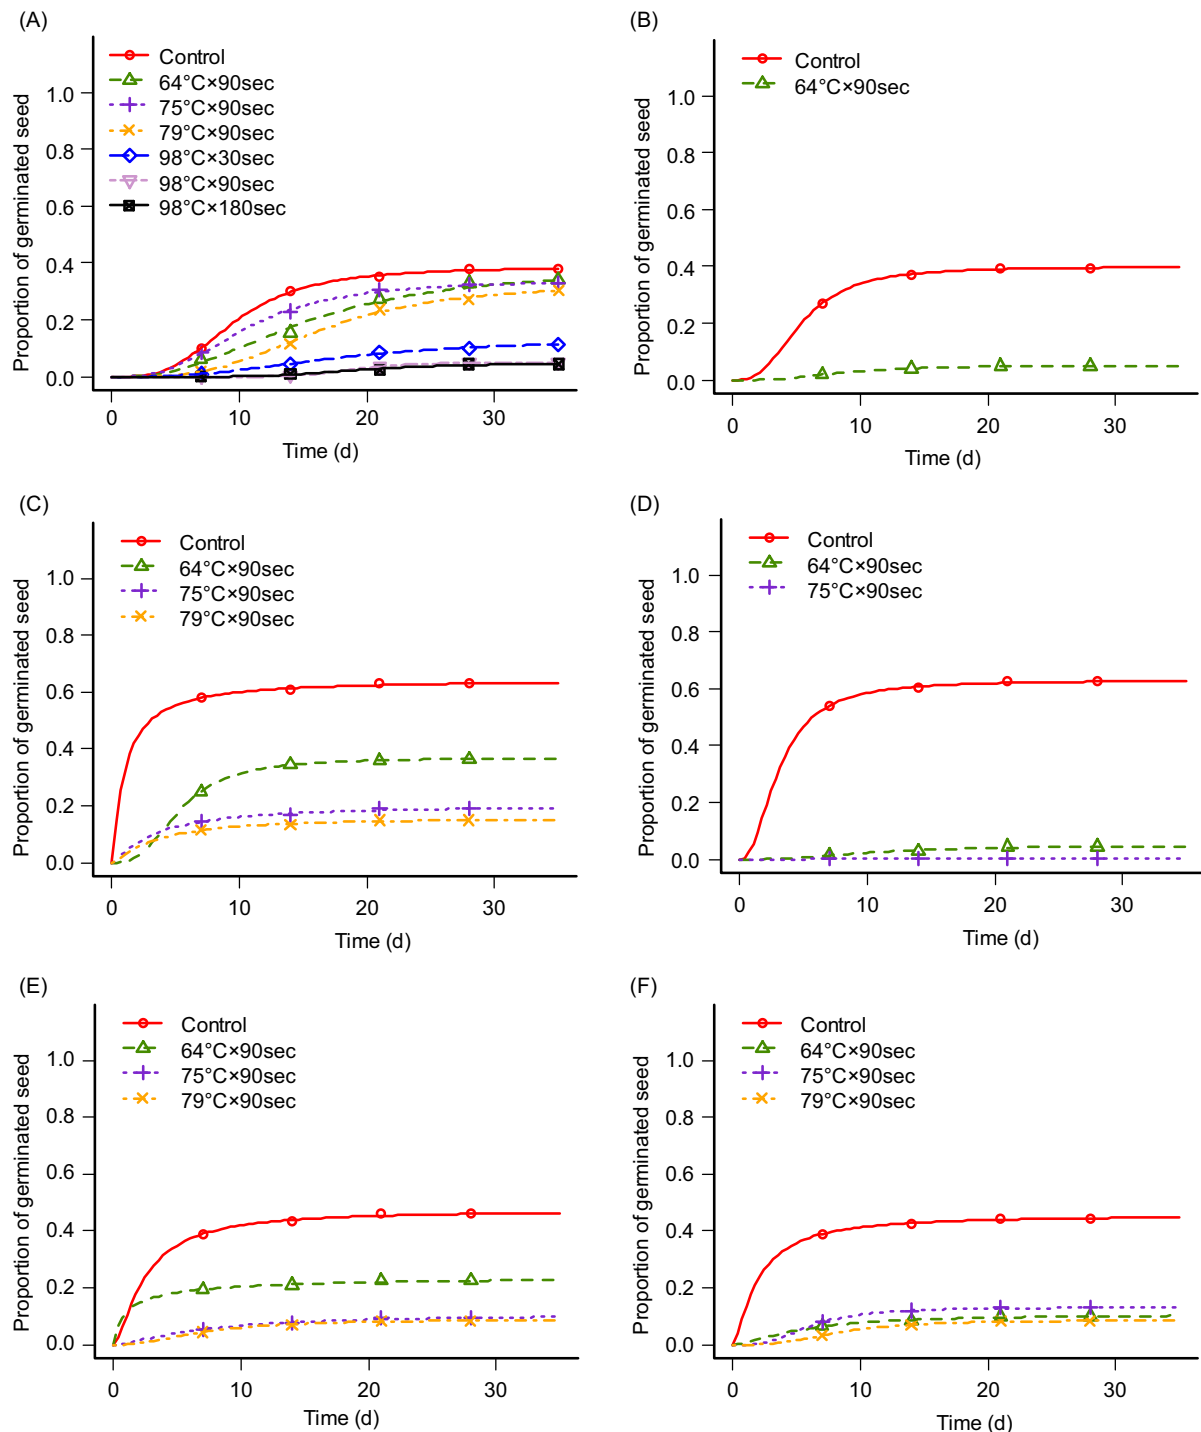 (A)
Control
64°C×90sec
75°C×90sec
79°C×90sec
98°C×30sec
98°C×90sec
98°C×180sec
Proportion of germinated seed
1.0
0.8
0.6
0.4
0.2
0.0
0 10 20 30
Time (d)
(B)
Control
64°C×90sec
Proportion of germinated seed
1.0
0.8
0.6
0.4
0.2
0.0
0 10 20 30
Time (d)
(C)
Control
64°C×90sec
75°C×90sec
79°C×90sec
Proportion of germinated seed
1.0
0.8
0.6
0.4
0.2
0.0
0 10 20 30
Time (d)
(D)
Control
64°C×90sec
75°C×90sec
Proportion of germinated seed
1.0
0.8
0.6
0.4
0.2
0.0
0 10 20 30
Time (d)
(E)
Control
64°C×90sec
75°C×90sec
79°C×90sec
Proportion of germinated seed
1.0
0.8
0.6
0.4
0.2
0.0
0 10 20 30
Time (d)
(F)
Control
64°C×90sec
75°C×90sec
79°C×90sec
Proportion of germinated seed
1.0
0.8
0.6
0.4
0.2
0.0
0 10 20 30
Time (d)